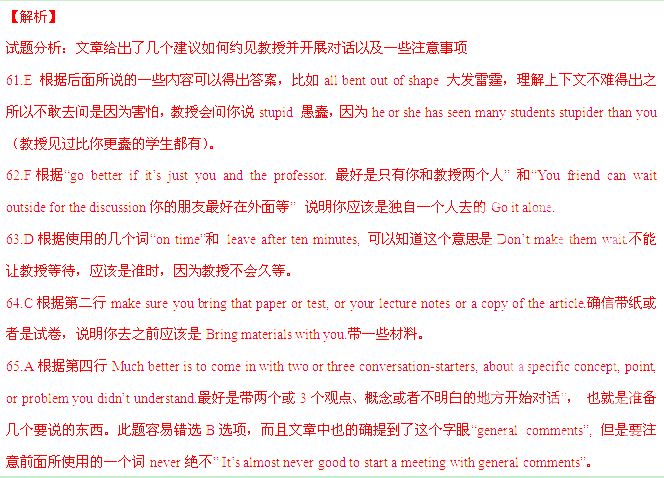 【解析】
试题分析：文章给出了几个建议如何约见教授并开展对话以及一些注意事项
61.E 根据后面所说的一些内容可以得出答案，比如 all bent out of shape 大发雷霆，理解上下文不难得出之
所以不敢去问是因为害怕，教授会问你说 stupid 愚蠢，因为 he or she has seen many students stupider than you
（教授见过比你更蠢的学生都有）。
62.F 根据“go better if it’s just you and the professor. 最好是只有你和教授两个人” 和“You friend can wait
outside for the discussion 你的朋友最好在外面等” 说明你应该是独自一个人去的 Go it alone.
63.D 根据使用的几个词“on time”和 leave after ten minutes, 可以知道这个意思是 Don’t make them wait.不能
让教授等待，应该是准时，因为教授不会久等。
64.C 根据第二行 make sure you bring that paper or test, or your lecture notes or a copy of the article.确信带纸或
者是试卷，说明你去之前应该是 Bring materials with you.带一些材料。
65.A 根据第四行 Much better is to come in with two or three conversation-starters, about a specific concept, point,
or problem you didn’t understand.最好是带两个或 3 个观点、概念或者不明白的地方开始对话”， 也就是准备
几个要说的东西。此题容易错选 B 选项，而且文章中也的确提到了这个字眼“general comments”, 但是要注
意前面所使用的一个词 never 绝不” It’s almost never good to start a meeting with general comments”。